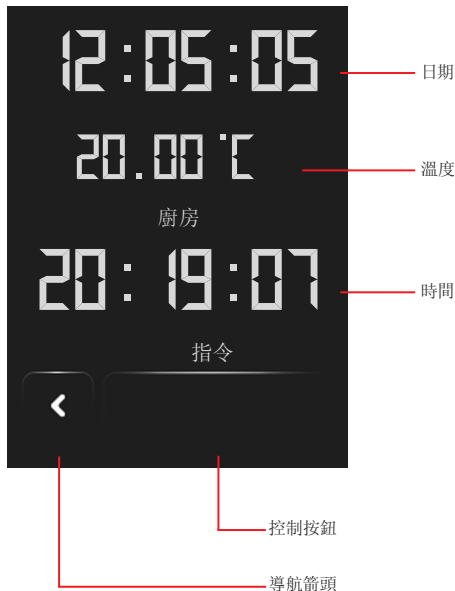 12:05:05
日期
20.00 °C
溫度
廚房
20:19:07
時間
指令
控制按鈕
導航箭頭